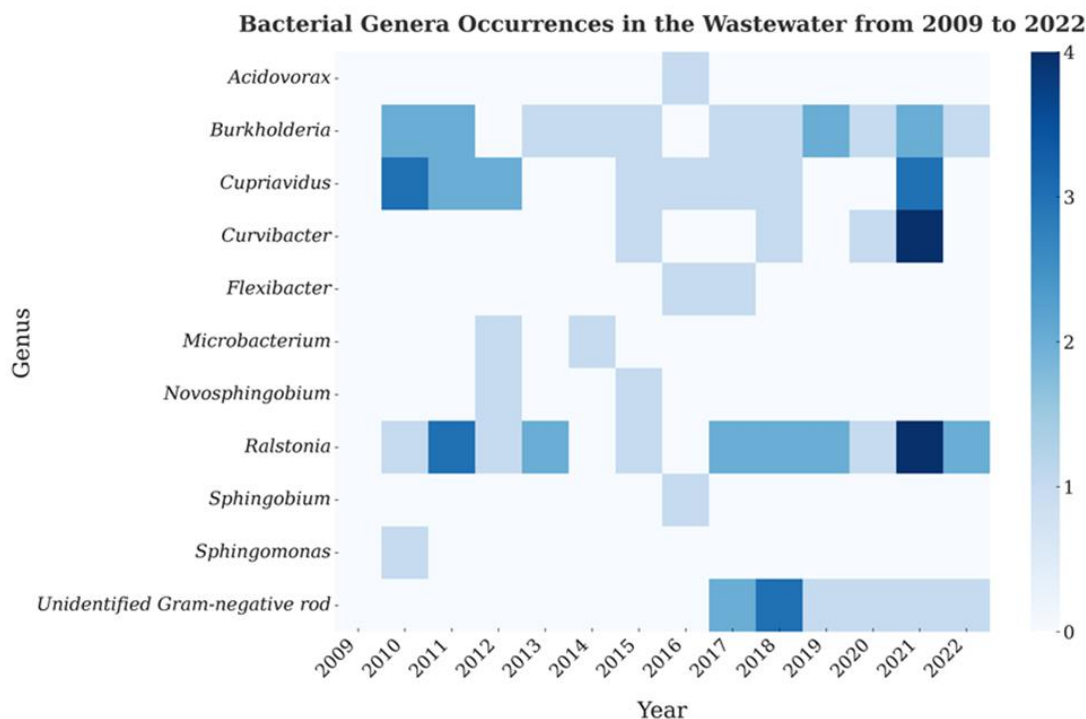 Bacterial Genera Occurrences in the Wastewater from 2009 to 2022
Acidovorax
Burkholderia
Cupriavidus
Curvibacter
Flexibacter
Microbacterium
Novosphingobium
Ralstonia
Sphingobium
Sphingomonas
Unidentified Gram-negative rod
Genus
2009
2010
2011
2012
2013
2014
2015
2016
2017
2018
2019
2020
2021
2022
Year
4
3
2
1
0